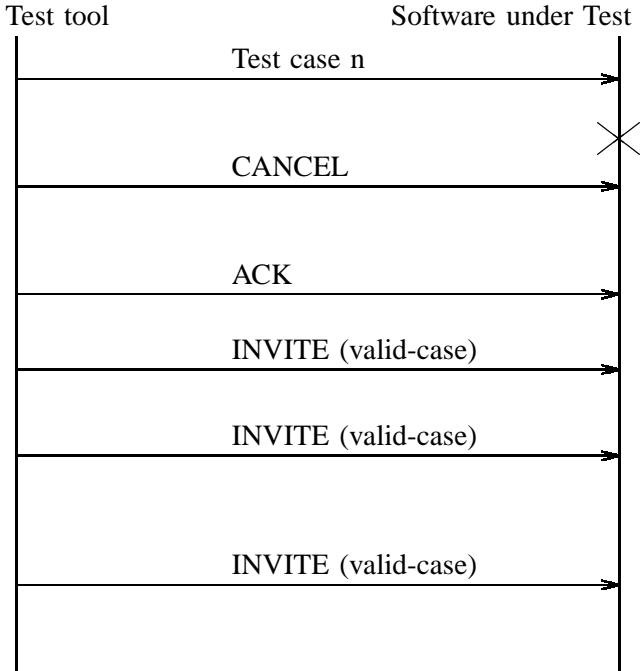 Test tool Software under Test
Test case n
CANCEL
ACK
INVITE (valid-case)
INVITE (valid-case)
INVITE (valid-case)